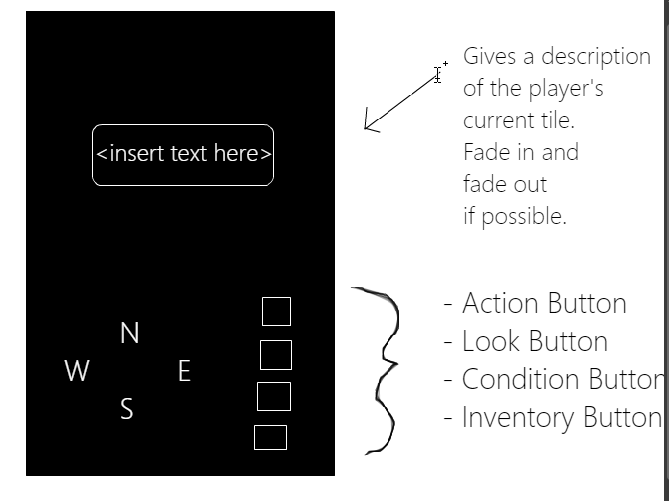 <insert text here>
N
W E
S
Gives a description
of the player's
current tile.
Fade in and
fade out
if possible.
- Action Button
- Look Button
- Condition Button
- Inventory Button